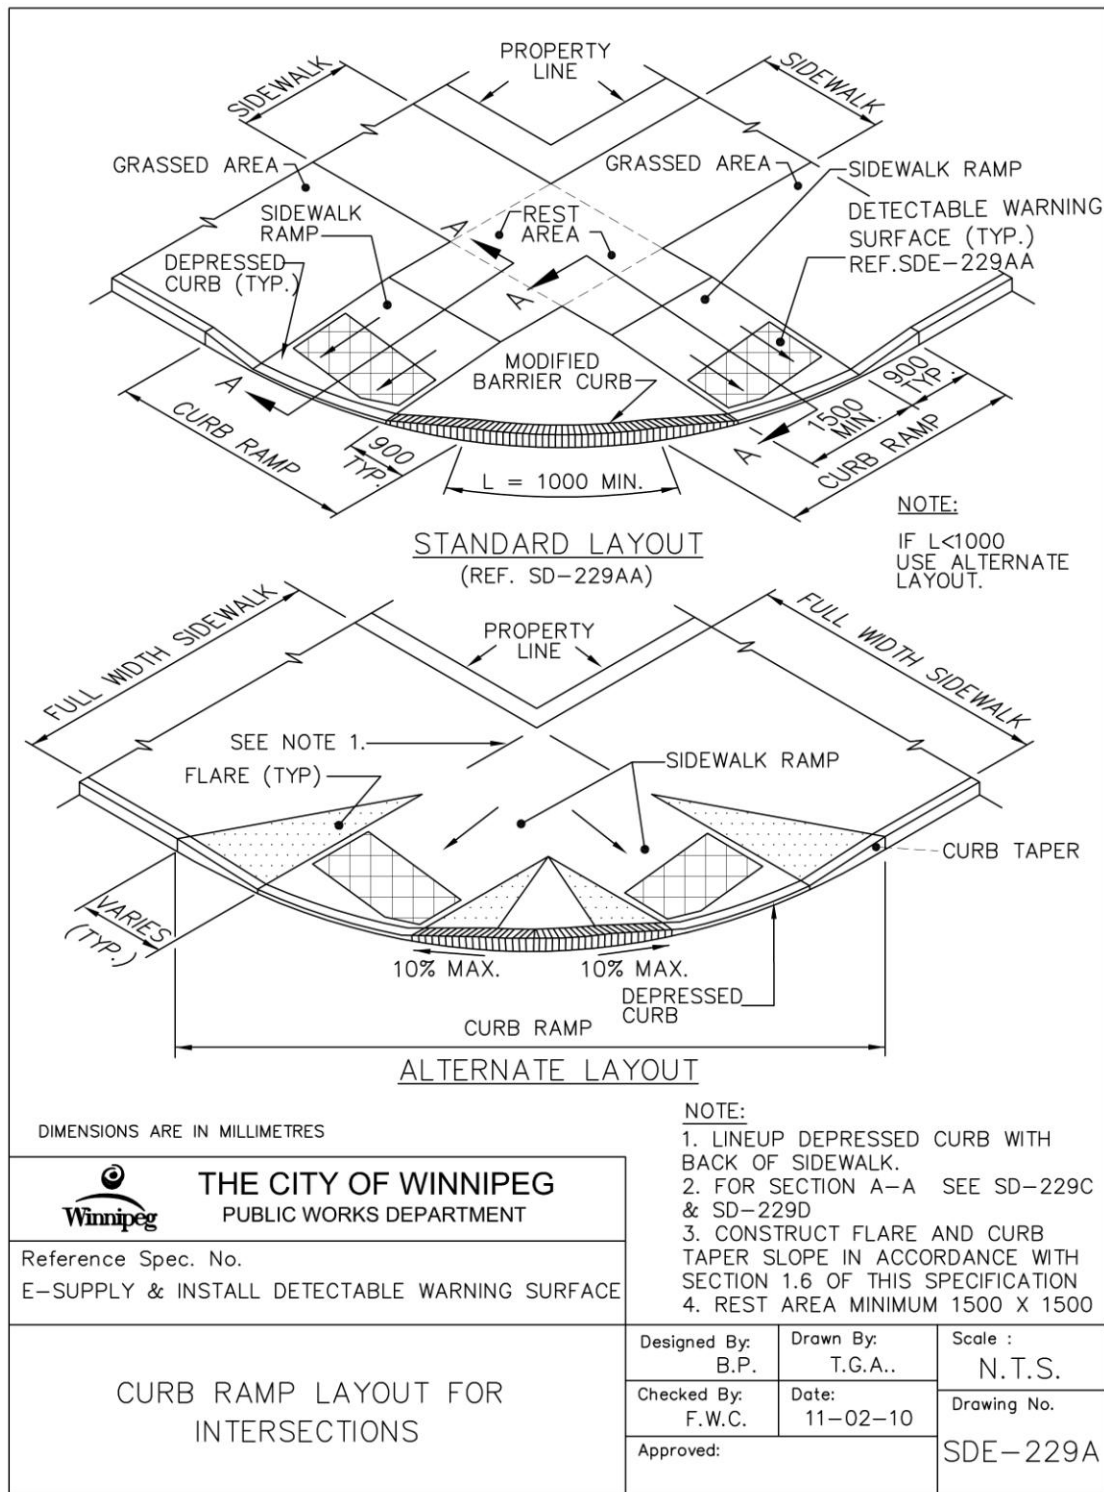 PROPERTY
LINE
SIDEWALK
SIDEWALK
GRASSED AREA
GRASSED AREA
SIDEWALK RAMP
SIDEWALK
RAMP
REST
AREA
DETECTABLE WARNING
SURFACE (TYP.)
REF.SDE-229AA
DEPRESSED
CURB (TYP.)
A
A
MODIFIED
BARRIER CURB
A
A
CURB RAMP
900
TYP.
L = 1000 MIN.
1500
MIN.
900
TYP.
CURB RAMP
NOTE:
IF L<1000
USE ALTERNATE
LAYOUT.
STANDARD LAYOUT
(REF. SD-229AA)
FULL WIDTH SIDEWALK
PROPERTY
LINE
FULL WIDTH SIDEWALK
SEE NOTE 1.
FLARE (TYP)
SIDEWALK RAMP
CURB TAPER
VARIES
(TYP.)
10% MAX.
10% MAX.
DEPRESSED
CURB
CURB RAMP
ALTERNATE LAYOUT
DIMENSIONS ARE IN MILLIMETRES
NOTE:
1. LINEUP DEPRESSED CURB WITH
BACK OF SIDEWALK.
2. FOR SECTION A-A SEE SD-229C
& SD-229D
3. CONSTRUCT FLARE AND CURB
TAPER SLOPE IN ACCORDANCE WITH
SECTION 1.6 OF THIS SPECIFICATION
4. REST AREA MINIMUM 1500 X 1500
Winnipeg
THE CITY OF WINNIPEG
PUBLIC WORKS DEPARTMENT
Reference Spec. No.
E-SUPPLY & INSTALL DETECTABLE WARNING SURFACE
CURB RAMP LAYOUT FOR
INTERSECTIONS
Designed By:
B.P.
Drawn By:
T.G.A..
Scale :
N.T.S.
Checked By:
F.W.C.
Date:
11-02-10
Drawing No.
SDE-229A
Approved: